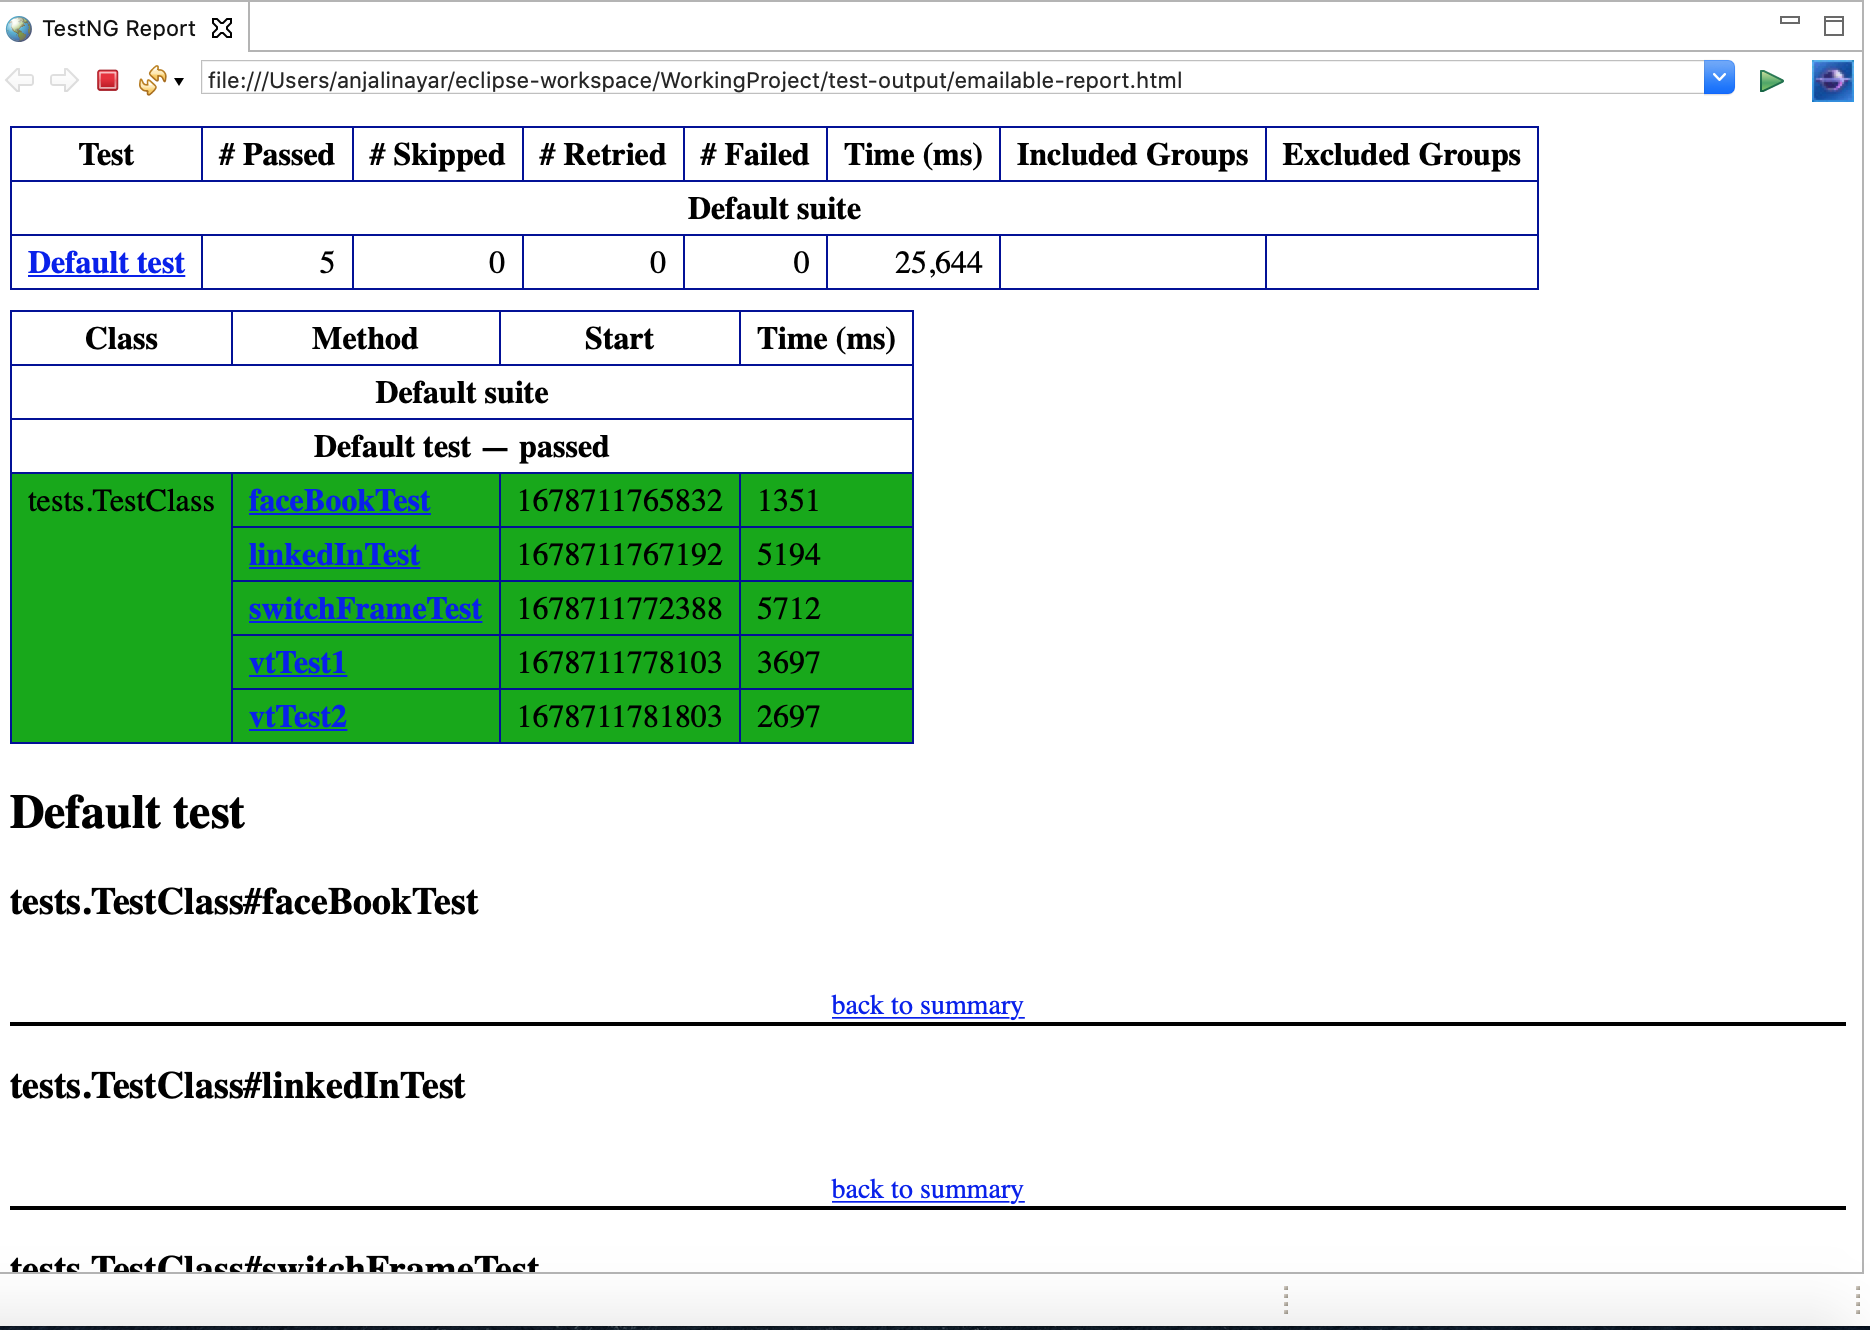 TestNG Report
file:///Users/anjalinayar/eclipse-workspace/WorkingProject/test-output/emailable-report.html
Test # Passed # Skipped # Retried # Failed Time (ms) Included Groups Excluded Groups
Default suite
Default test 5 0 0 0 25,644
Class Method Start Time (ms)
Default suite
Default test — passed
tests.TestClass faceBookTest 1678711765832 1351
linkedInTest 1678711767192 5194
switchFrameTest 1678711772388 5712
vtTest1 1678711778103 3697
vtTest2 1678711781803 2697
Default test
tests.TestClass#faceBookTest
back to summary
tests.TestClass#linkedInTest
back to summary
tests.TestClass#switchFrameTest